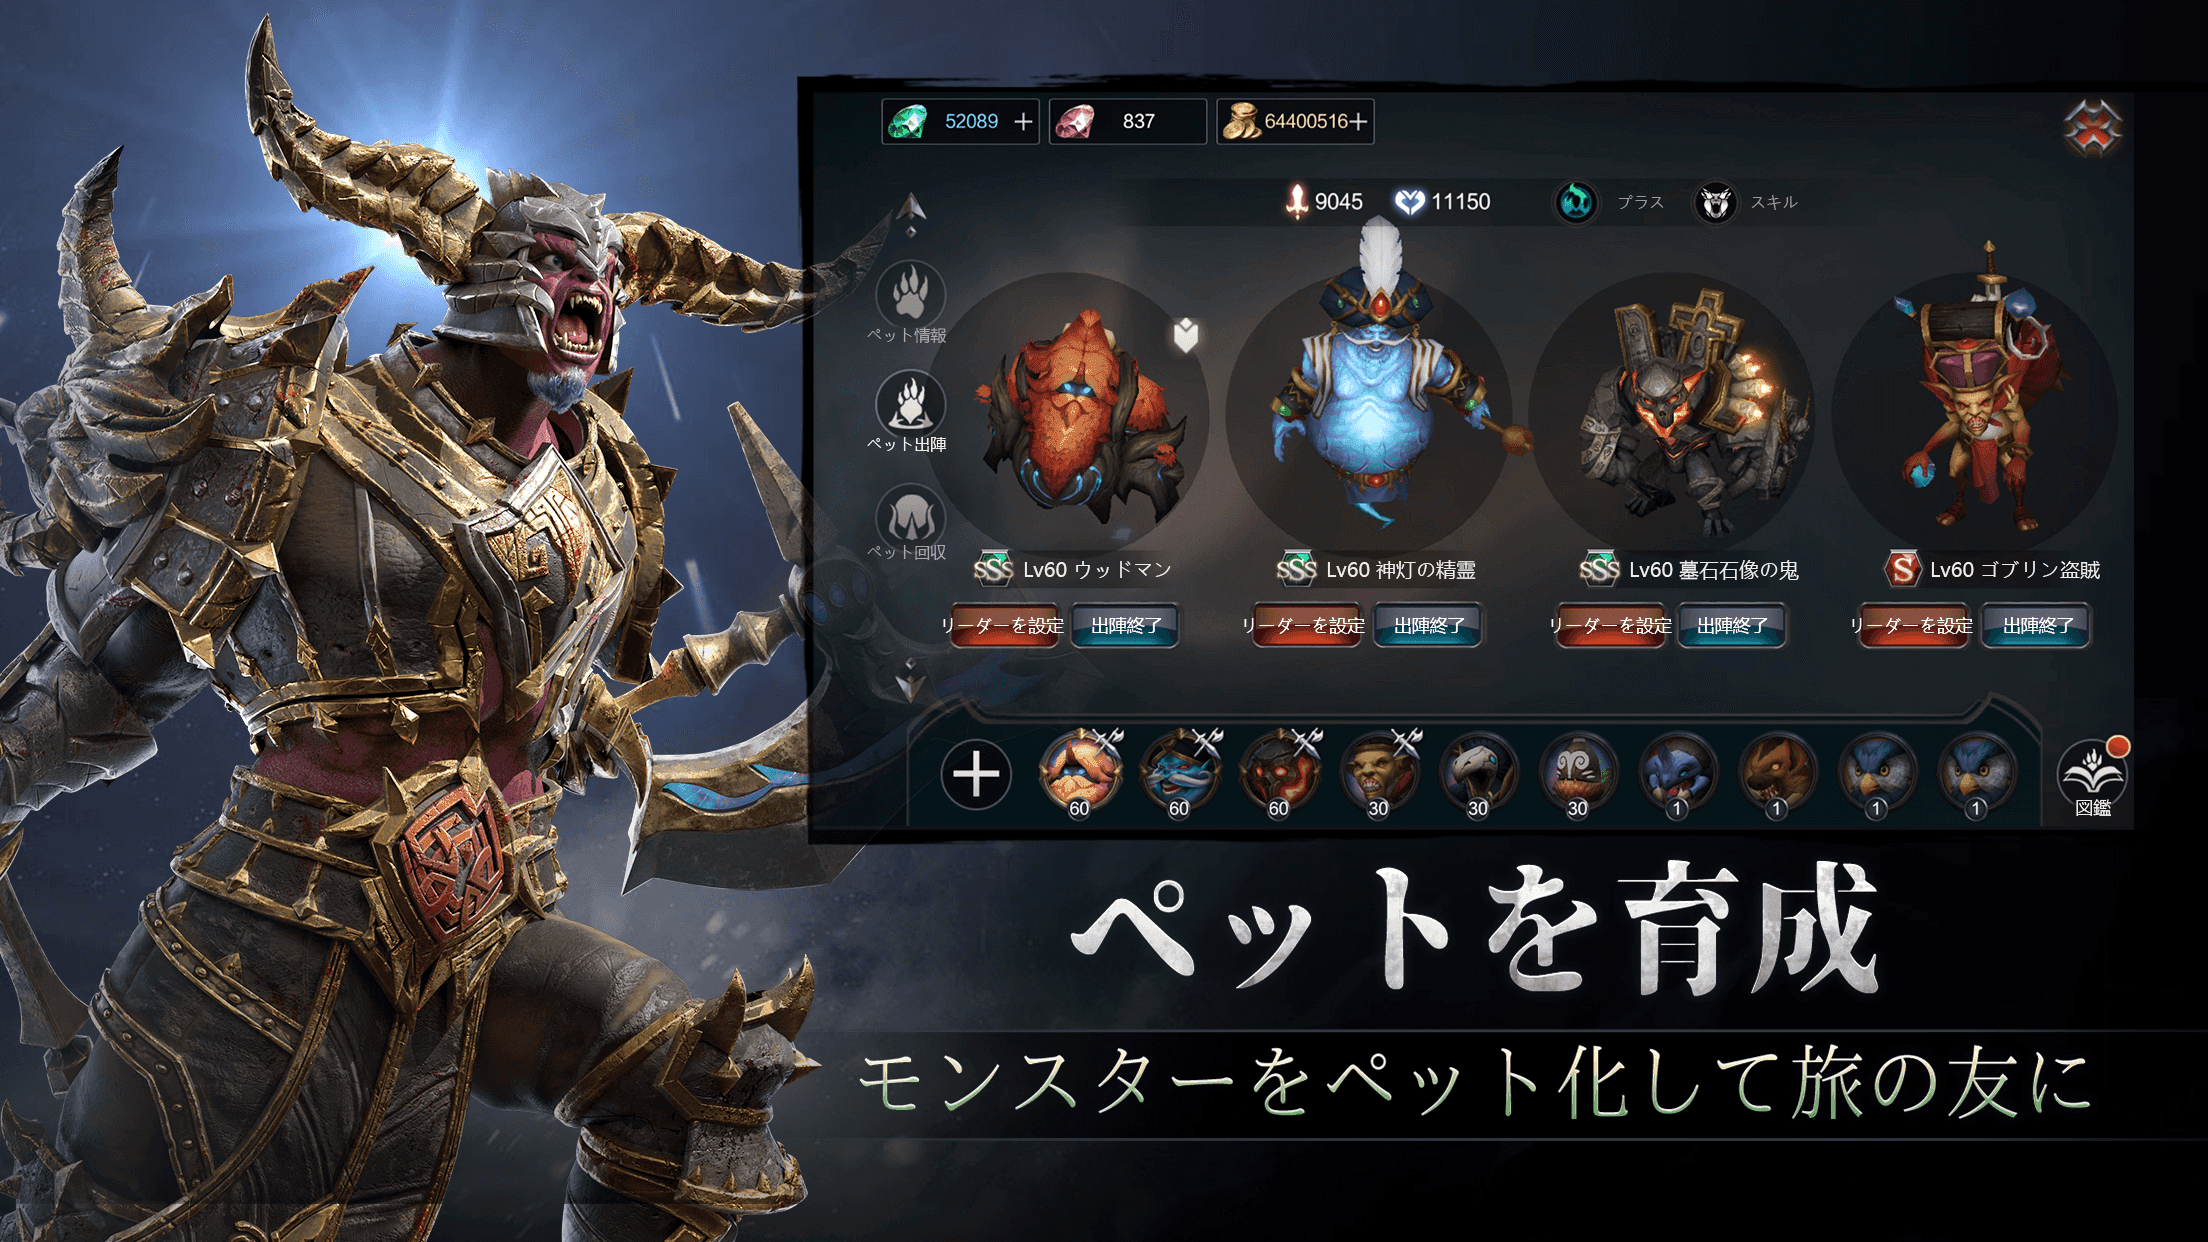 52089
837
64400516
9045 11150 プラス スキル
ペット情報
ペット出陣
ペット回収
SSS Lv60 ウッドマン
SSS Lv60 神灯の精霊
SSS Lv60 墓石石像の鬼
S Lv60 ゴブリン盗賊
リーダーを設定 出陣終了
リーダーを設定 出陣終了
リーダーを設定 出陣終了
リーダーを設定 出陣終了
60 60 60 30 30 30 1 1 1 1
図鑑
ペットを育成
モンスターをペット化して旅の友に